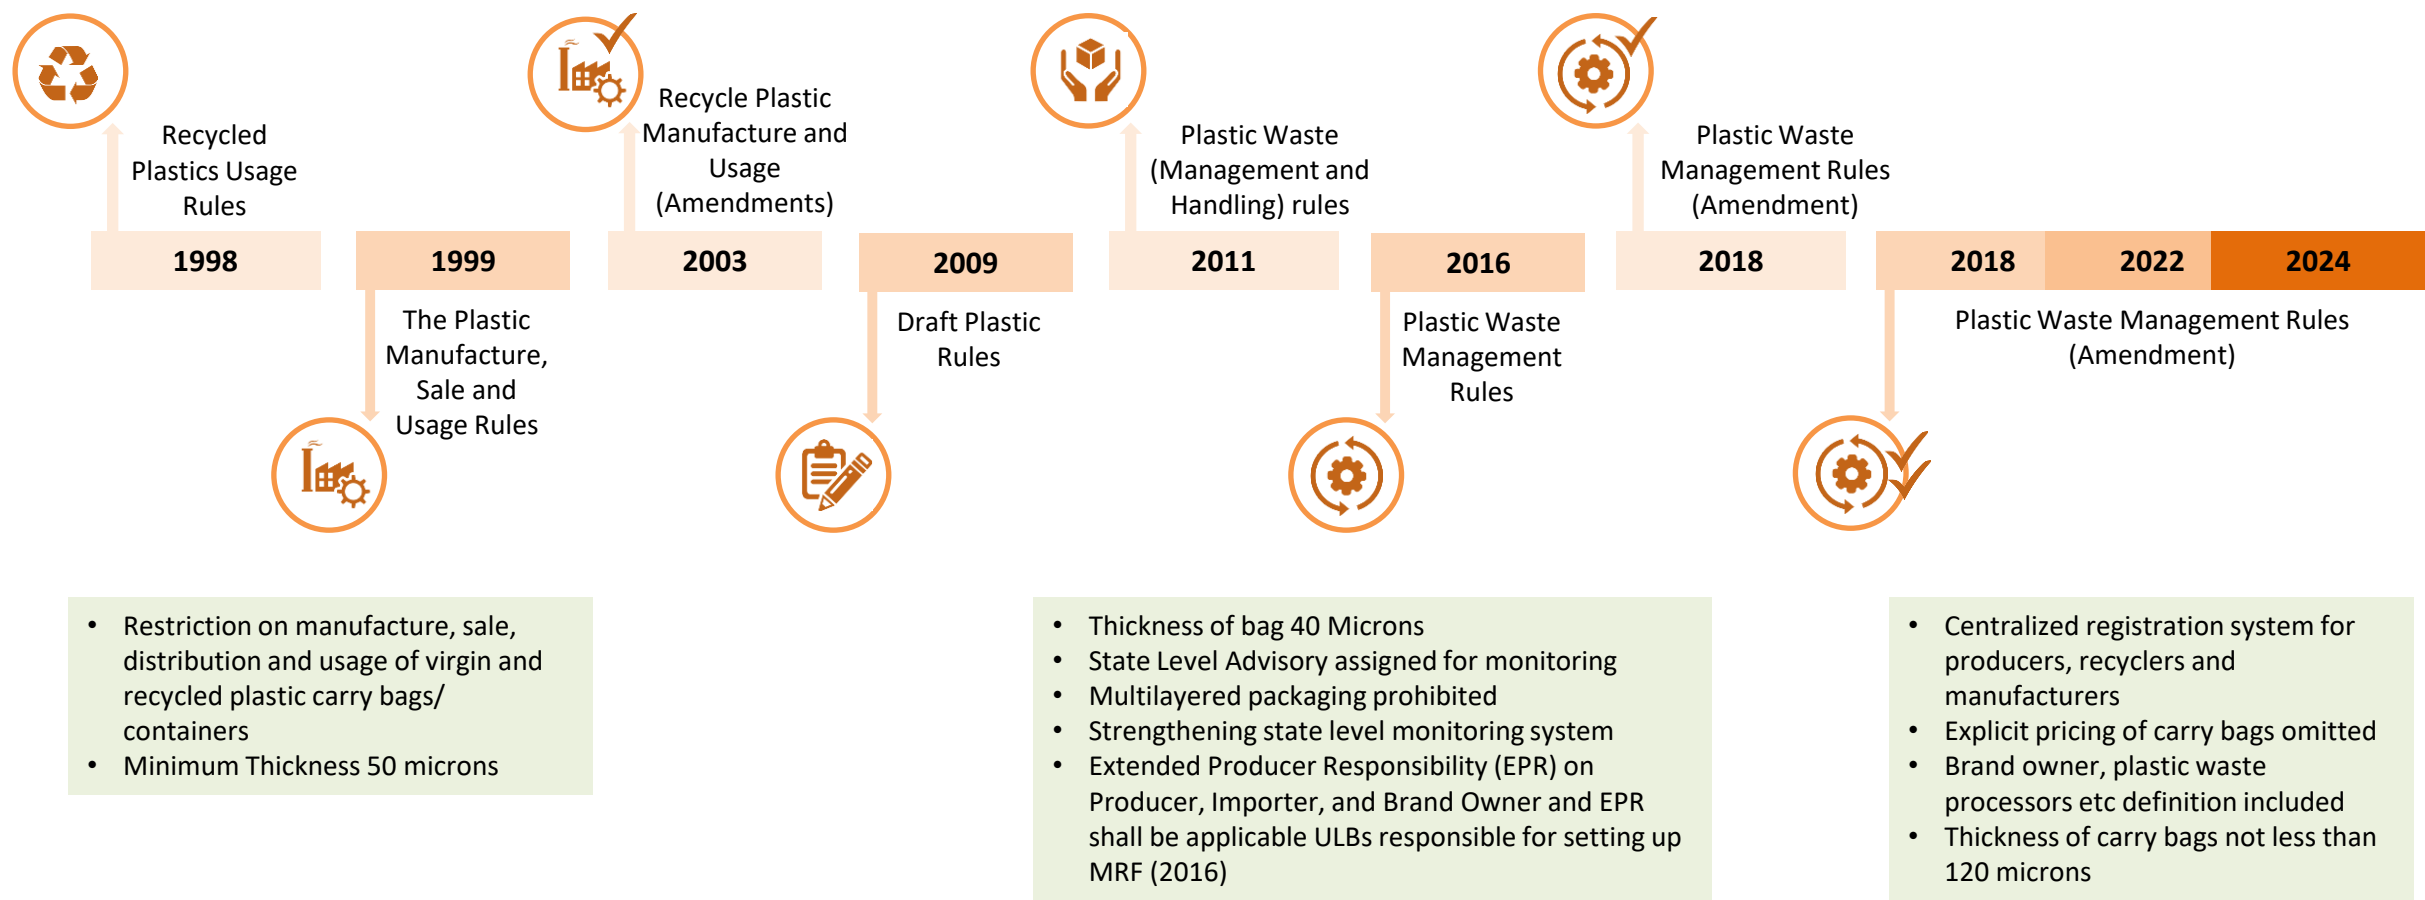 Recycled
Plastics Usage
Rules
1998
1999
The Plastic
Manufacture,
Sale and
Usage Rules
Recycle Plastic
Manufacture and
Usage
(Amendments)
2003
2009
Draft Plastic
Rules
Plastic Waste
(Management and
Handling) rules
2011
2016
Plastic Waste
Management
Rules
Plastic Waste
Management Rules
(Amendment)
2018
2018 2022 2024
Plastic Waste Management Rules
(Amendment)
• Restriction on manufacture, sale,
distribution and usage of virgin and
recycled plastic carry bags/
containers
• Minimum Thickness 50 microns
• Thickness of bag 40 Microns
• State Level Advisory assigned for monitoring
• Multilayered packaging prohibited
• Strengthening state level monitoring system
• Extended Producer Responsibility (EPR) on
Producer, Importer, and Brand Owner and EPR
shall be applicable ULBs responsible for setting up
MRF (2016)
• Centralized registration system for
producers, recyclers and
manufacturers
• Explicit pricing of carry bags omitted
• Brand owner, plastic waste
processors etc definition included
• Thickness of carry bags not less than
120 microns